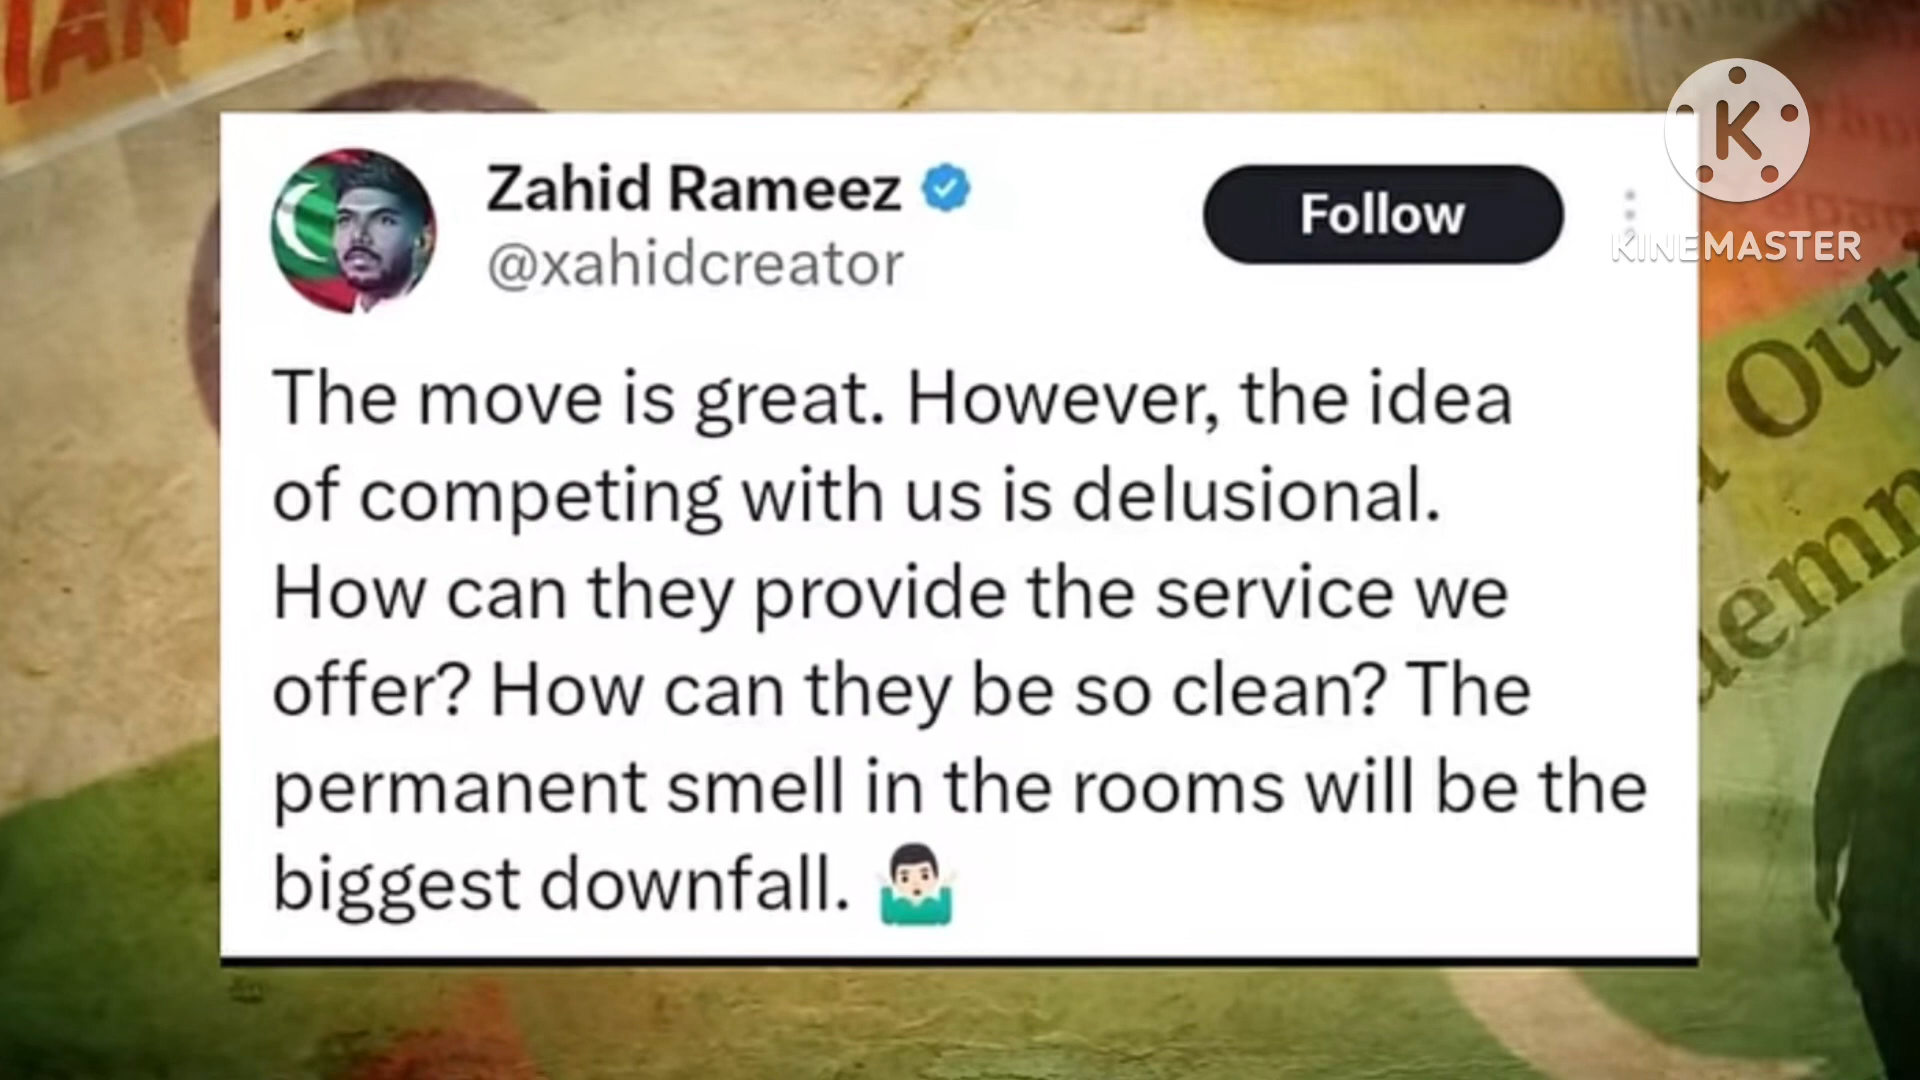 IAN
Zahid Rameez
@xahidcreator
Follow
K
KINEMASTER
The move is great. However, the idea
of competing with us is delusional.
How can they provide the service we
offer? How can they be so clean? The
permanent smell in the rooms will be the
biggest downfall. 🤷🏻‍♂️
Out